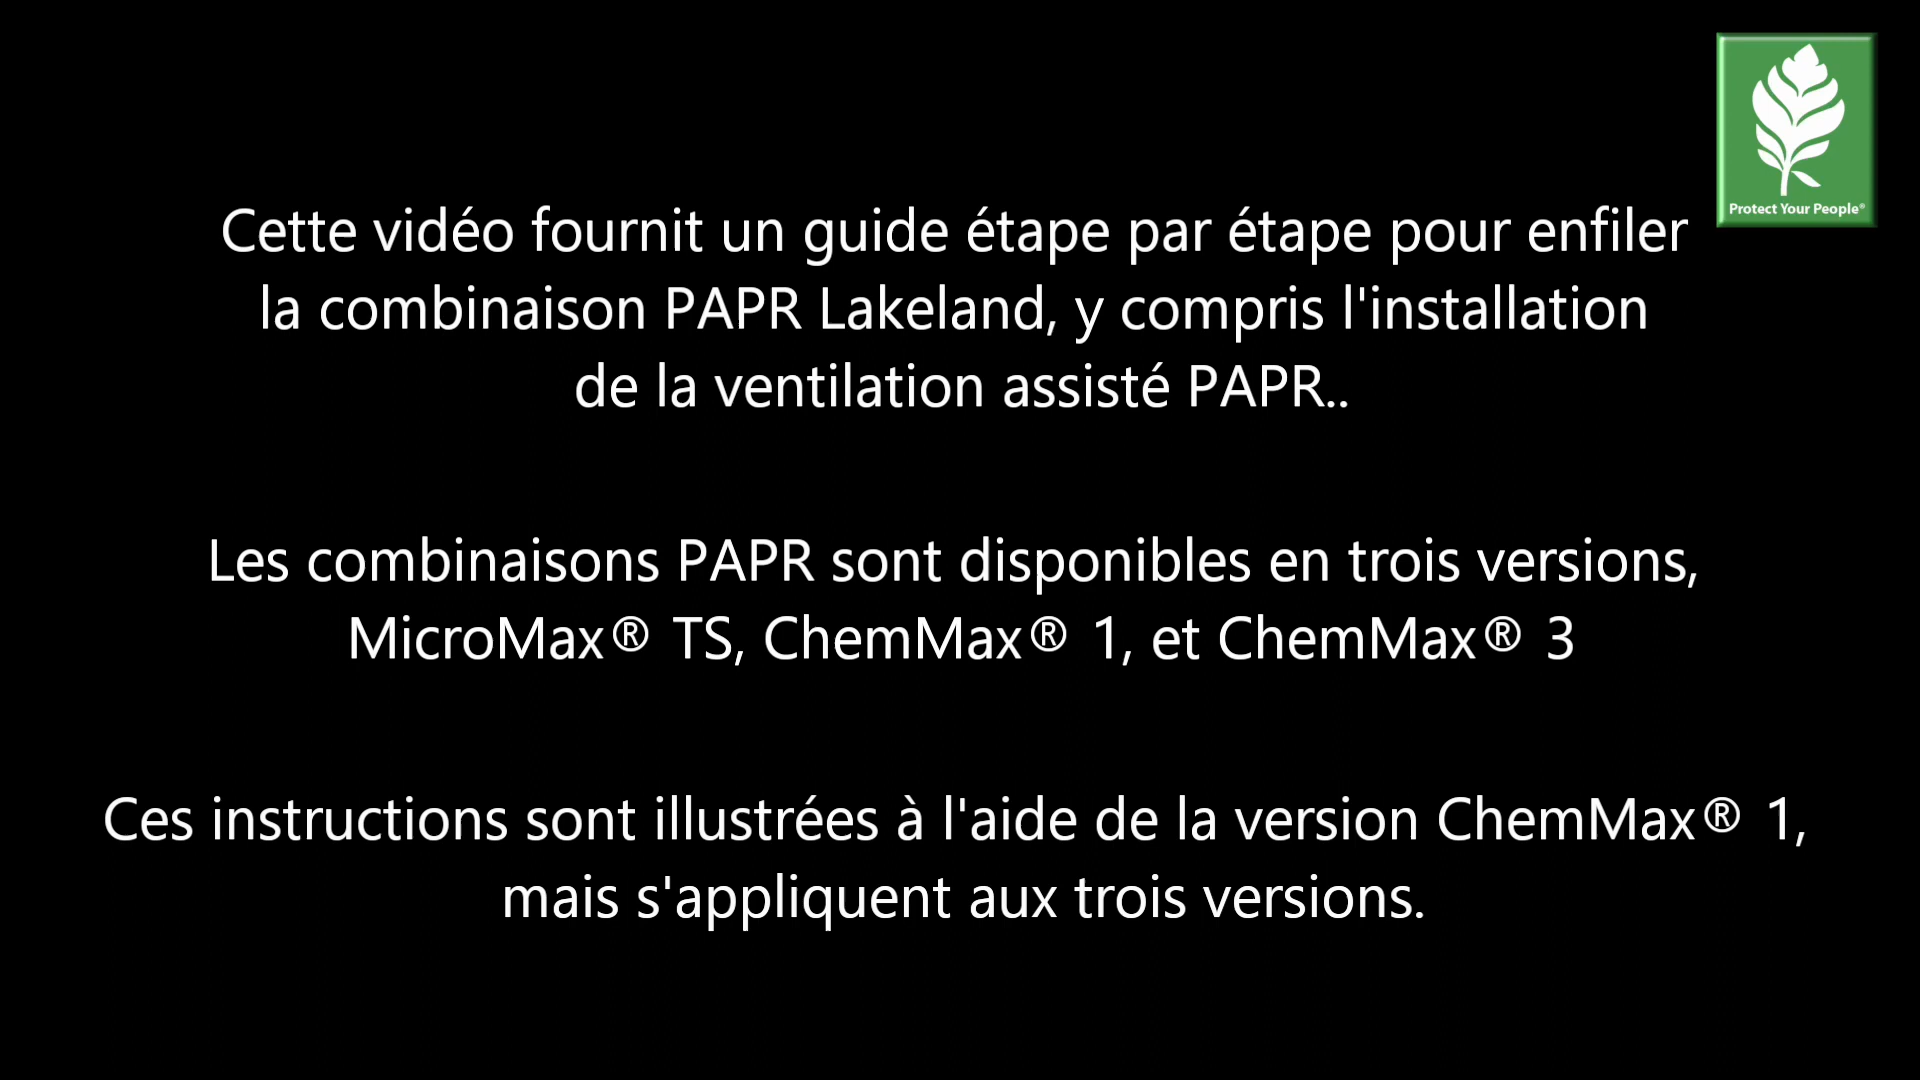 Protect Your People®
Cette vidéo fournit un guide étape par étape pour enfiler
la combinaison PAPR Lakeland, y compris l'installation
de la ventilation assisté PAPR..
Les combinaisons PAPR sont disponibles en trois versions,
MicroMax® TS, ChemMax® 1, et ChemMax® 3
Ces instructions sont illustrées à l'aide de la version ChemMax® 1,
mais s'appliquent aux trois versions.